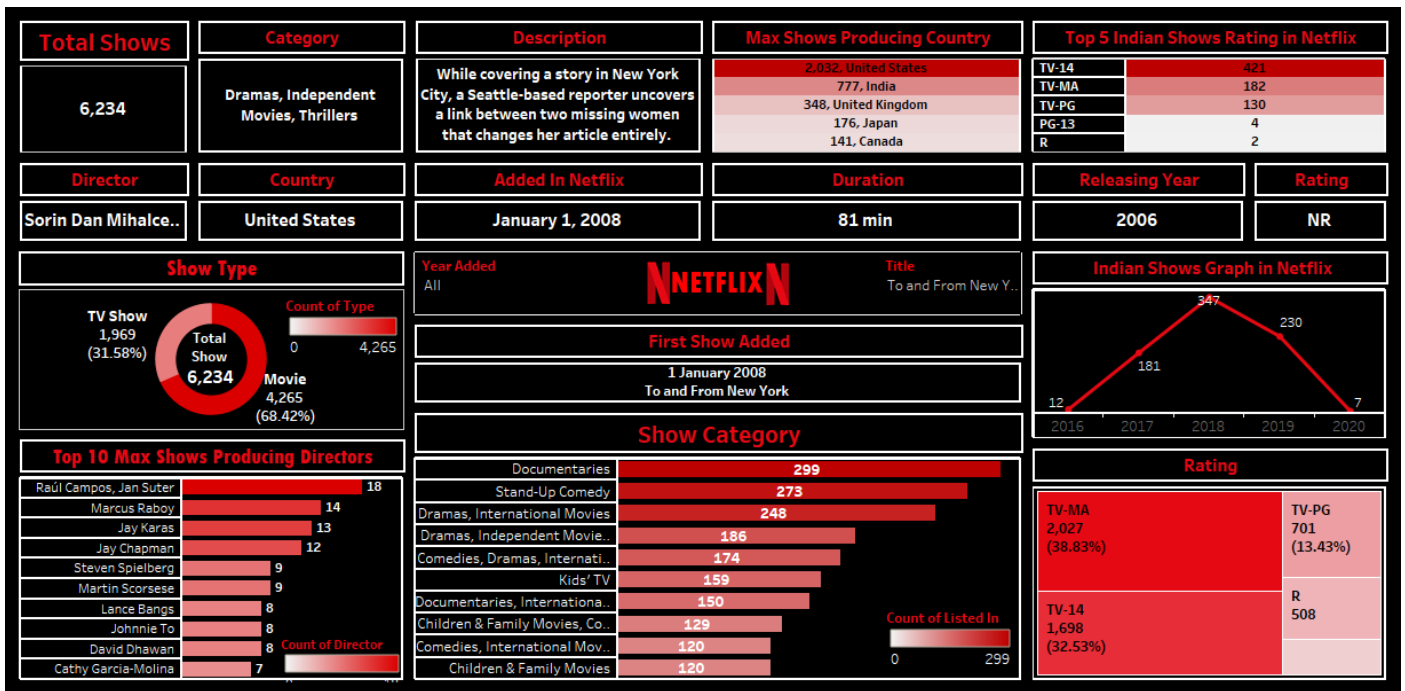 Total Shows
6,234
Category
Dramas, Independent
Movies, Thrillers
Description
While covering a story in New York
City, a Seattle-based reporter uncovers
a link between two missing women
that changes her article entirely.
Max Shows Producing Country
2,032, United States
777, India
348, United Kingdom
176, Japan
141, Canada
Top 5 Indian Shows Rating in Netflix
TV-14 421
TV-MA 182
TV-PG 130
PG-13 4
R 2
Director
Sorin Dan Mihalce..
Country
United States
Added In Netflix
January 1, 2008
Duration
81 min
Releasing Year
2006
Rating
NR
Show Type
TV Show
1,969
(31.58%)
Total
Show
6,234
Movie
4,265
(68.42%)
Count of Type
0 4,265
Year Added
All
NETFLIX
Title
To and From New Y..
First Show Added
1 January 2008
To and From New York
Indian Shows Graph in Netflix
12
181
347
230
7
2016 2017 2018 2019 2020
Top 10 Max Shows Producing Directors
Raúl Campos, Jan Suter 18
Marcus Raboy 14
Jay Karas 13
Jay Chapman 12
Steven Spielberg 9
Martin Scorsese 9
Lance Bangs 8
Johnnie To 8
David Dhawan 8
Cathy Garcia-Molina 7
Count of Director
Show Category
Documentaries 299
Stand-Up Comedy 273
Dramas, International Movies 248
Dramas, Independent Movie.. 186
Comedies, Dramas, Internati.. 174
Kids' TV 159
Documentaries, Internationa.. 150
Children & Family Movies, Co.. 129
Comedies, International Mov.. 120
Children & Family Movies 120
Count of Listed In
0 299
Rating
TV-MA
2,027
(38.83%)
TV-14
1,698
(32.53%)
TV-PG
701
(13.43%)
R
508